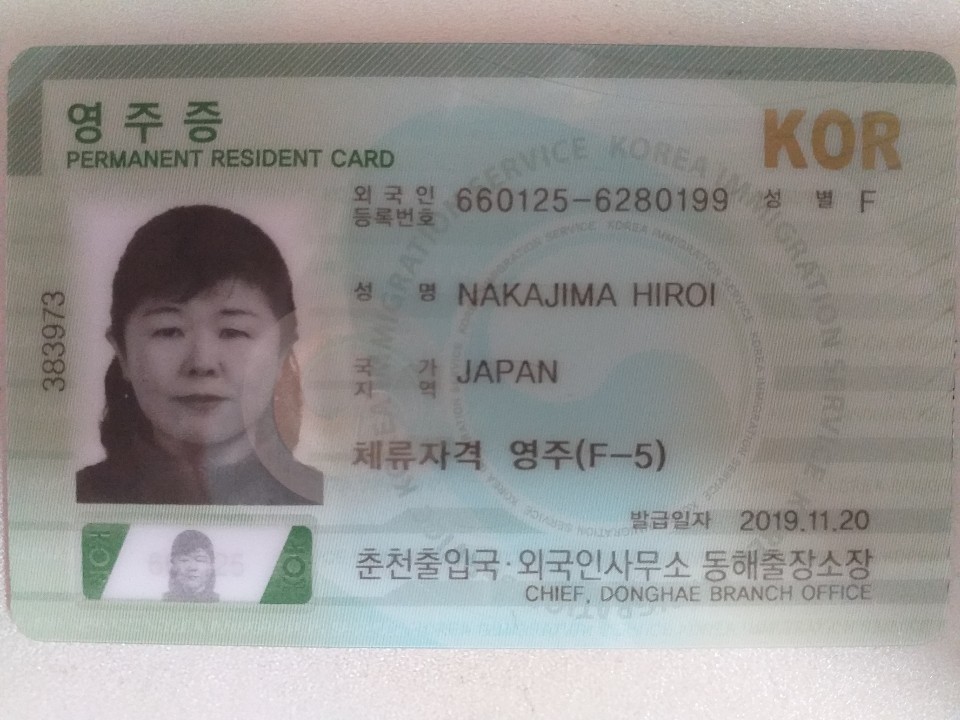 영주증
PERMANENT RESIDENT CARD
KOR
외국인
등록번호 660125-6280199 성 별 F
성 명 NAKAJIMA HIROI
국 가
지 역 JAPAN
체류자격 영주(F-5)
발급일자 2019.11.20
춘천출입국·외국인사무소 동해출장소장
CHIEF, DONGHAE BRANCH OFFICE
383973
KOR
KOR
KOREA IMMIGRATION SERVICE KOREA IMMIGRATION SERVICE